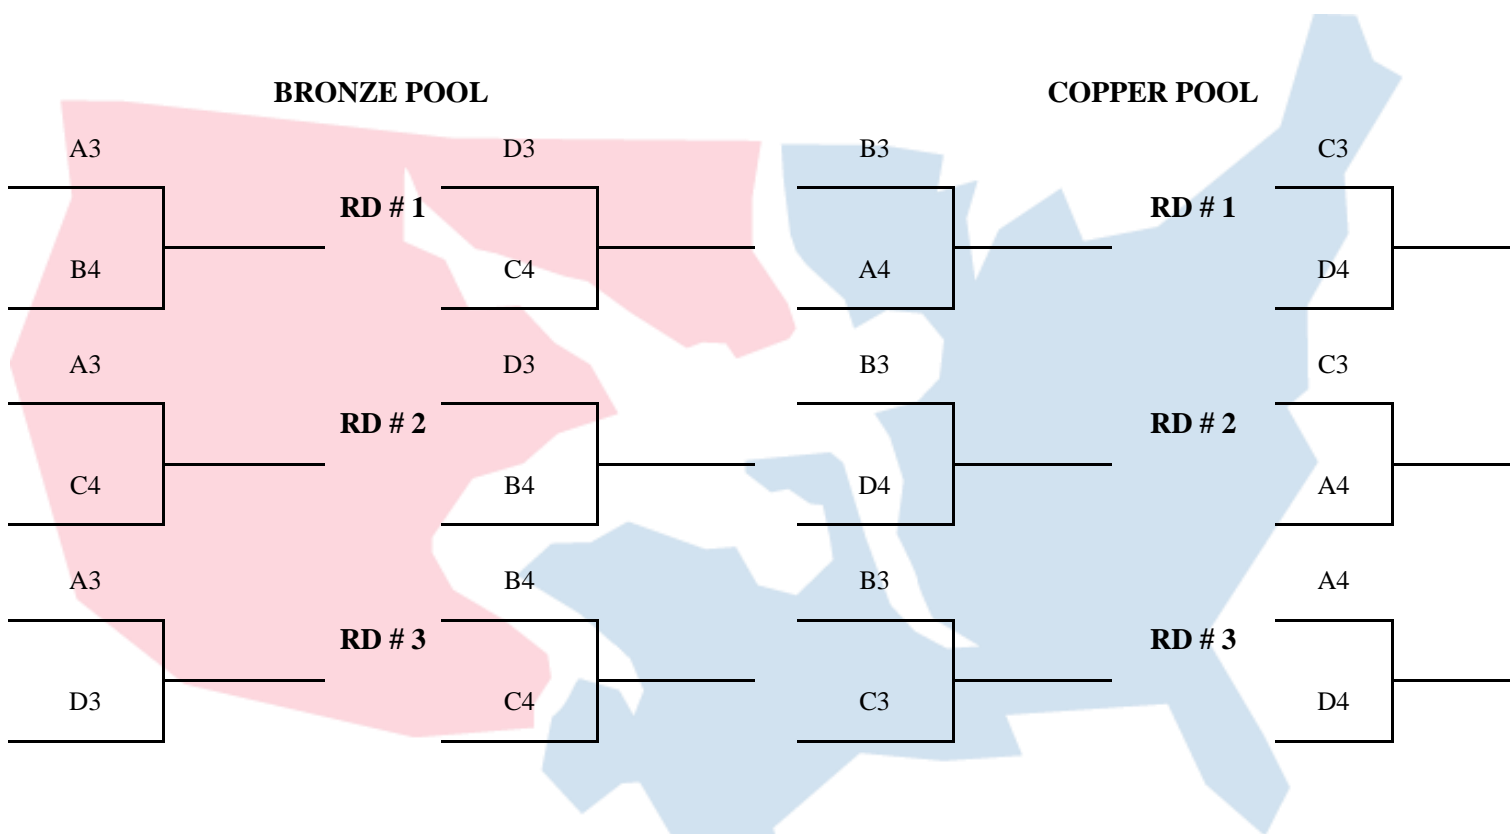 BRONZE POOL COPPER POOL
A3 D3 B3 C3
RD # 1 RD # 1
B4 C4 A4 D4
A3 D3 B3 C3
RD # 2 RD # 2
C4 B4 D4 A4
A3 B4 B3 A4
RD # 3 RD # 3
D3 C4 C3 D4